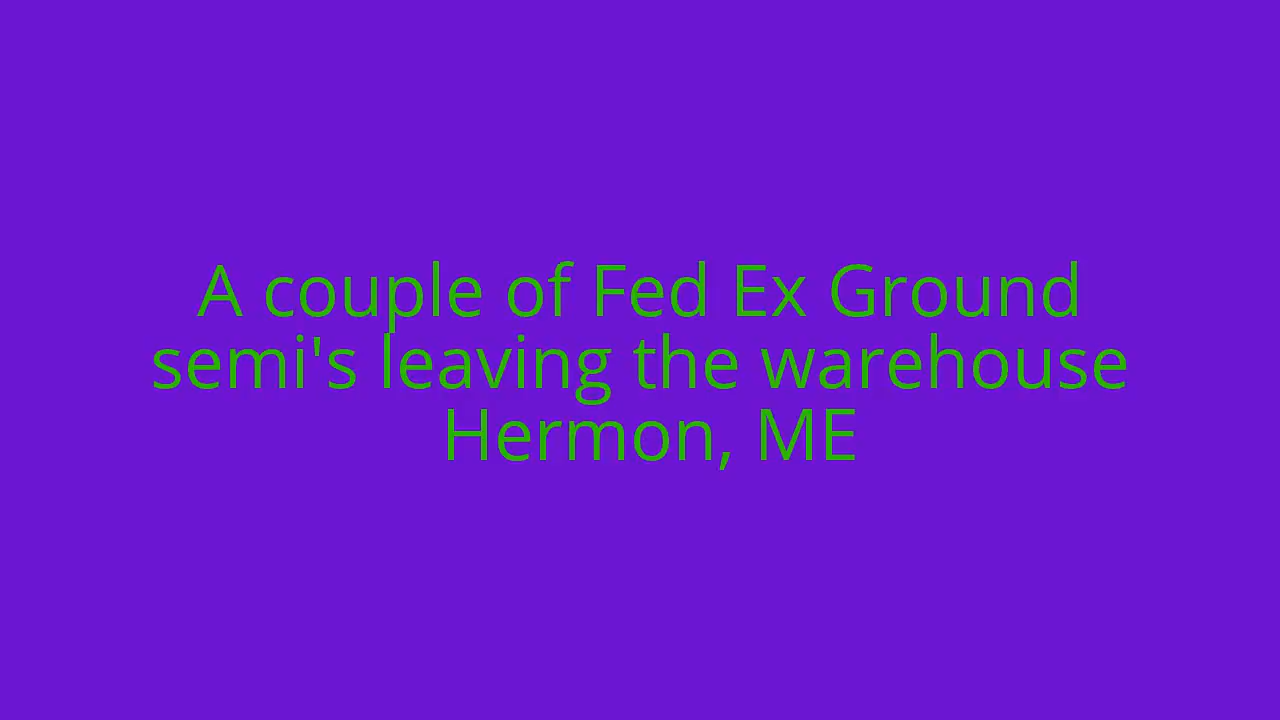 A couple of Fed Ex Ground
semi's leaving the warehouse
Hermon, ME